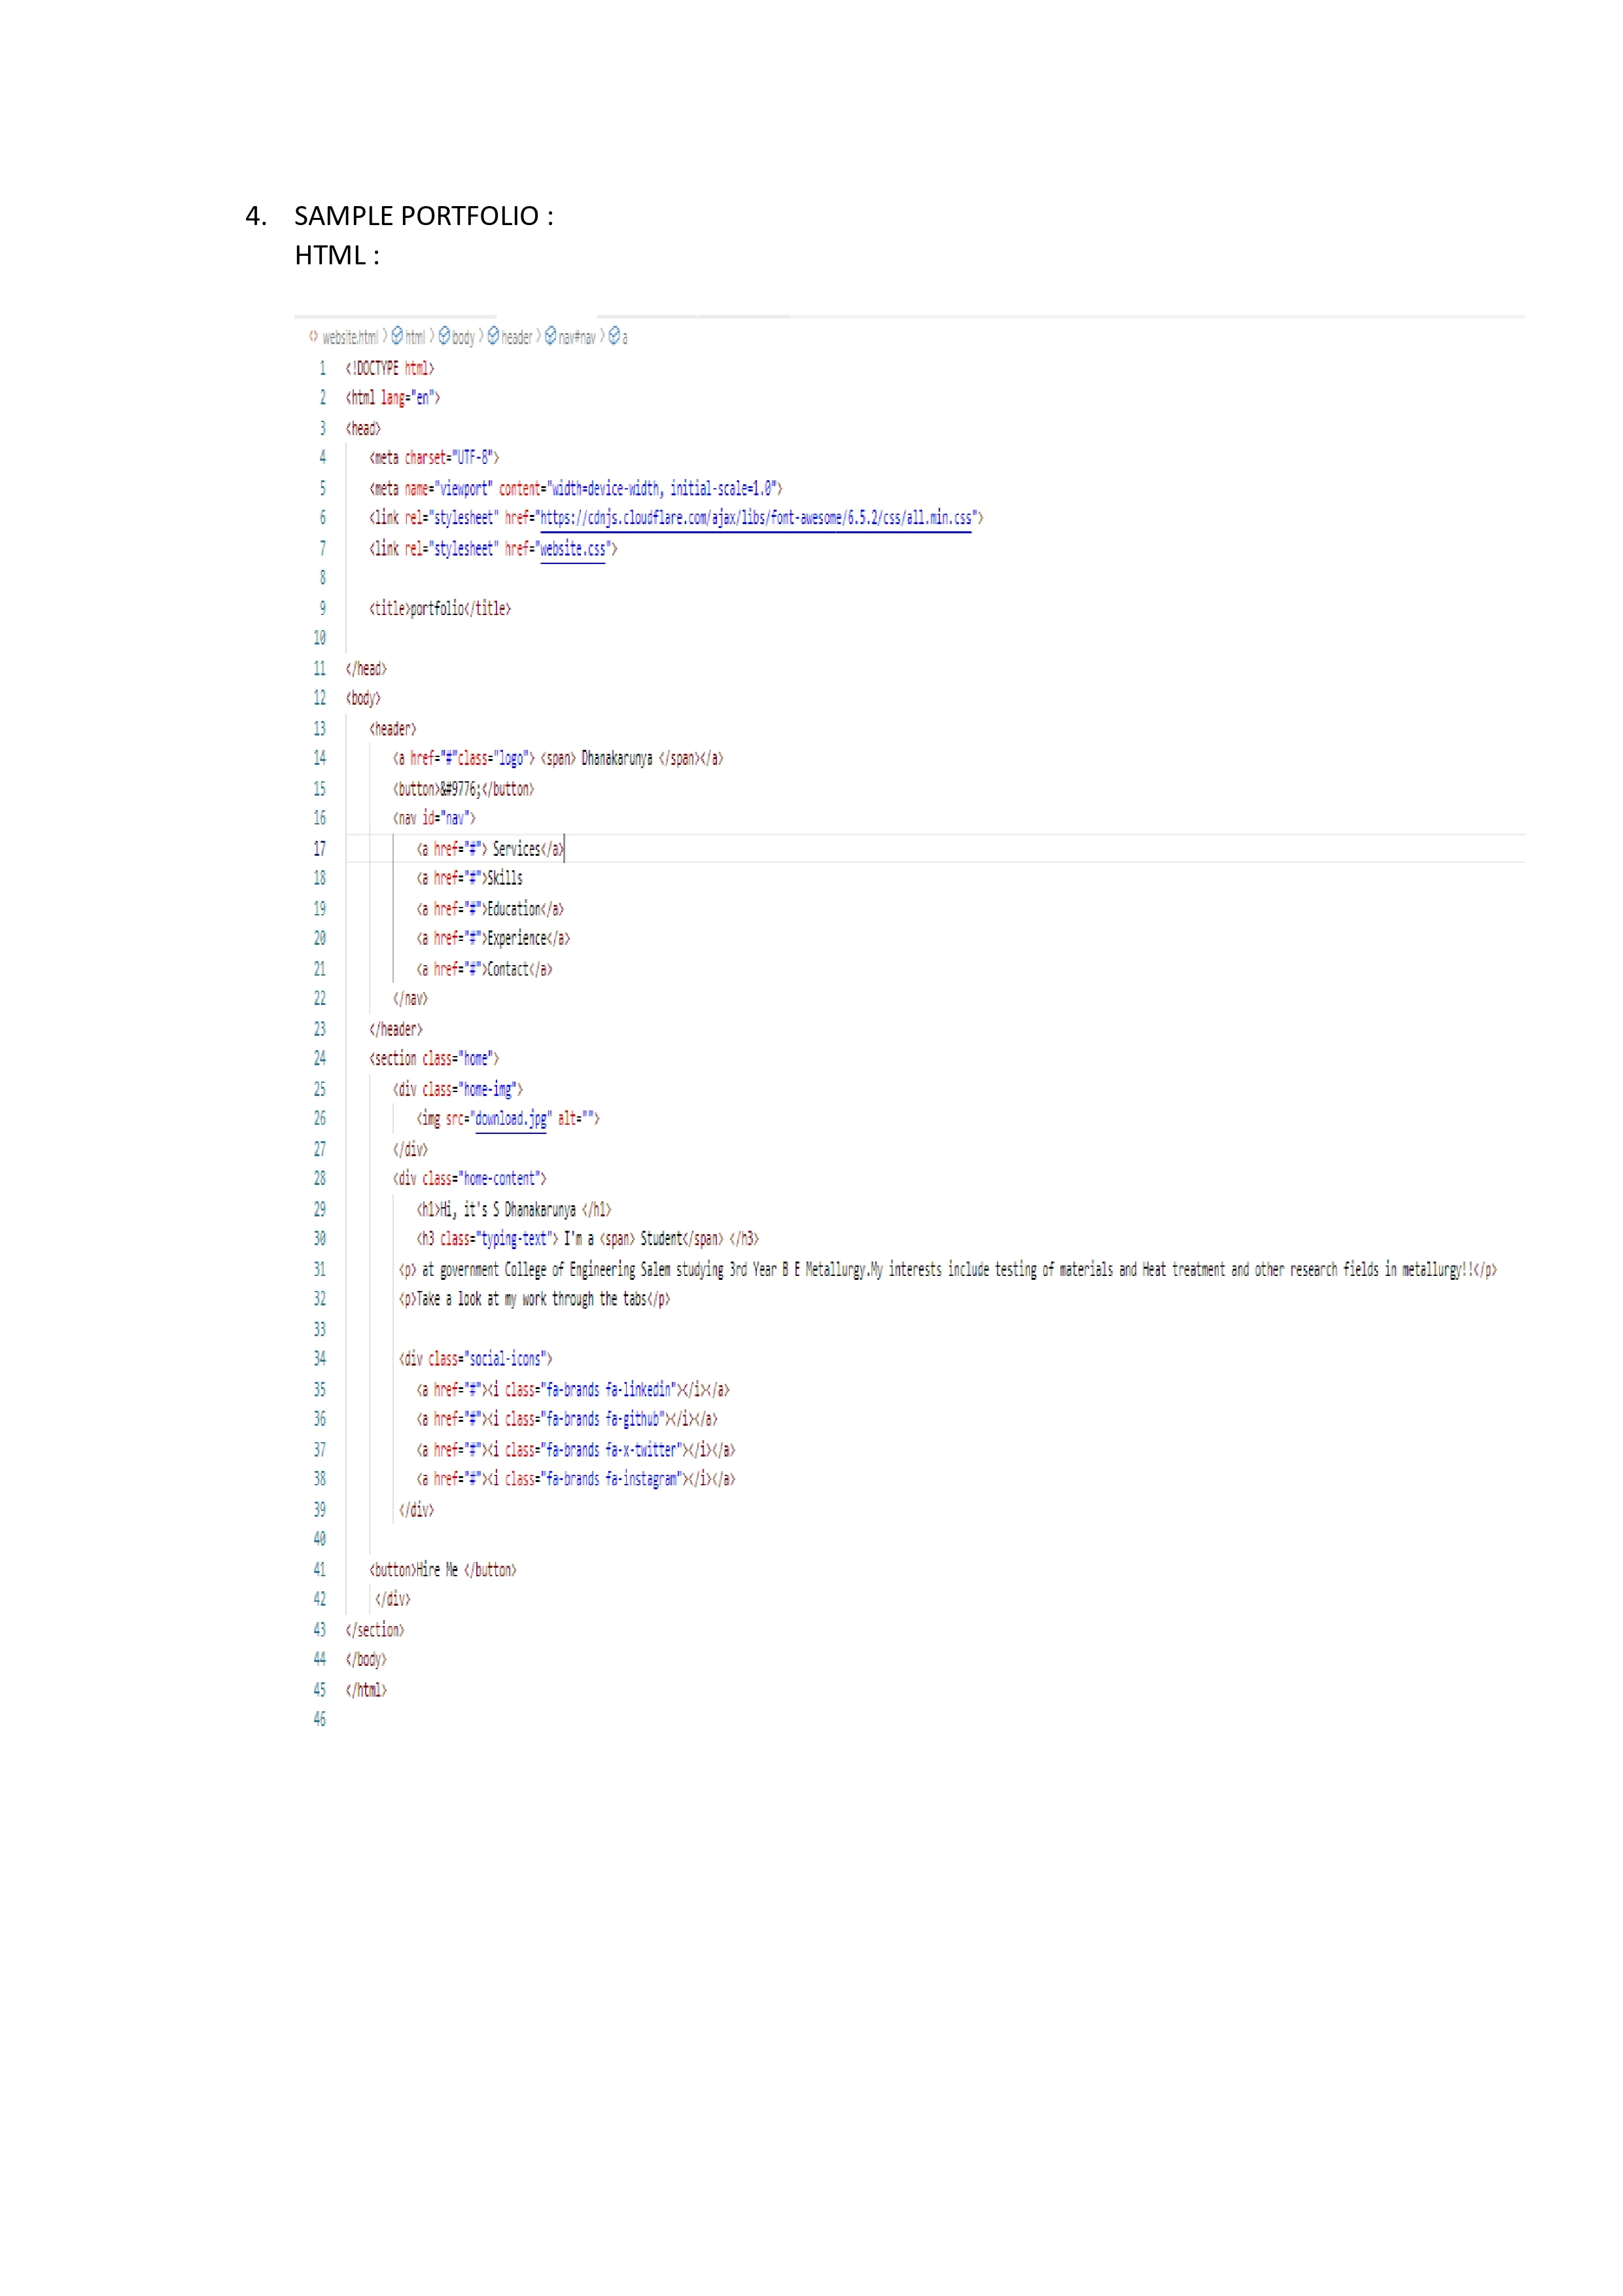 4. SAMPLE PORTFOLIO :
HTML :
website.html > html > body > header > nav#nav > a
1 <!DOCTYPE html>
2 <html lang="en">
3 <head>
4 <meta charset="UTF-8">
5 <meta name="viewport" content="width=device-width, initial-scale=1.0">
6 <link rel="stylesheet" href="https://cdnjs.cloudflare.com/ajax/libs/font-awesome/6.5.2/css/all.min.css">
7 <link rel="stylesheet" href="website.css">
8
9 <title>portfolio</title>
10
11 </head>
12 <body>
13 <header>
14 <a href="#"class="logo"> <span> Dhanakarunya </span></a>
15 <button>&#9776;</button>
16 <nav id="nav">
17 <a href="#"> Services</a>
18 <a href="#">Skills
19 <a href="#">Education</a>
20 <a href="#">Experience</a>
21 <a href="#">Contact</a>
22 </nav>
23 </header>
24 <section class="home">
25 <div class="home-img">
26 <img src="download.jpg" alt="">
27 </div>
28 <div class="home-content">
29 <h1>Hi, it's S Dhanakarunya </h1>
30 <h3 class="typing-text"> I'm a <span> Student</span> </h3>
31 <p> at government College of Engineering Salem studying 3rd Year B E Metallurgy.My interests include testing of materials and Heat treatment and other research fields in metallurgy!!</p>
32 <p>Take a look at my work through the tabs</p>
33
34 <div class="social-icons">
35 <a href="#"><i class="fa-brands fa-linkedin"></i></a>
36 <a href="#"><i class="fa-brands fa-github"></i></a>
37 <a href="#"><i class="fa-brands fa-x-twitter"></i></a>
38 <a href="#"><i class="fa-brands fa-instagram"></i></a>
39 </div>
40
41 <button>Hire Me </button>
42 </div>
43 </section>
44 </body>
45 </html>
46